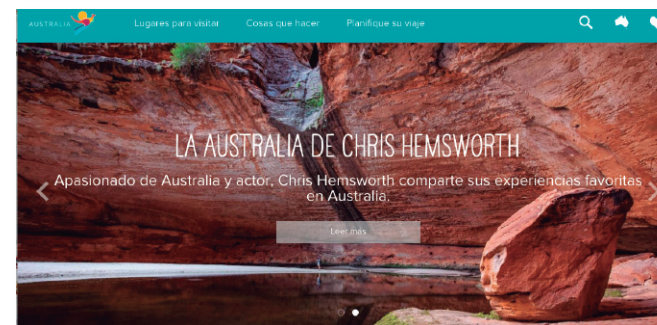 AUSTRALIA
Lugares para visitar
Cosas que hacer
Planifique su viaje
LA AUSTRALIA DE CHRIS HEMSWORTH
Apasionado de Australia y actor, Chris Hemsworth comparte sus experiencias favoritas
en Australia.
Leer más